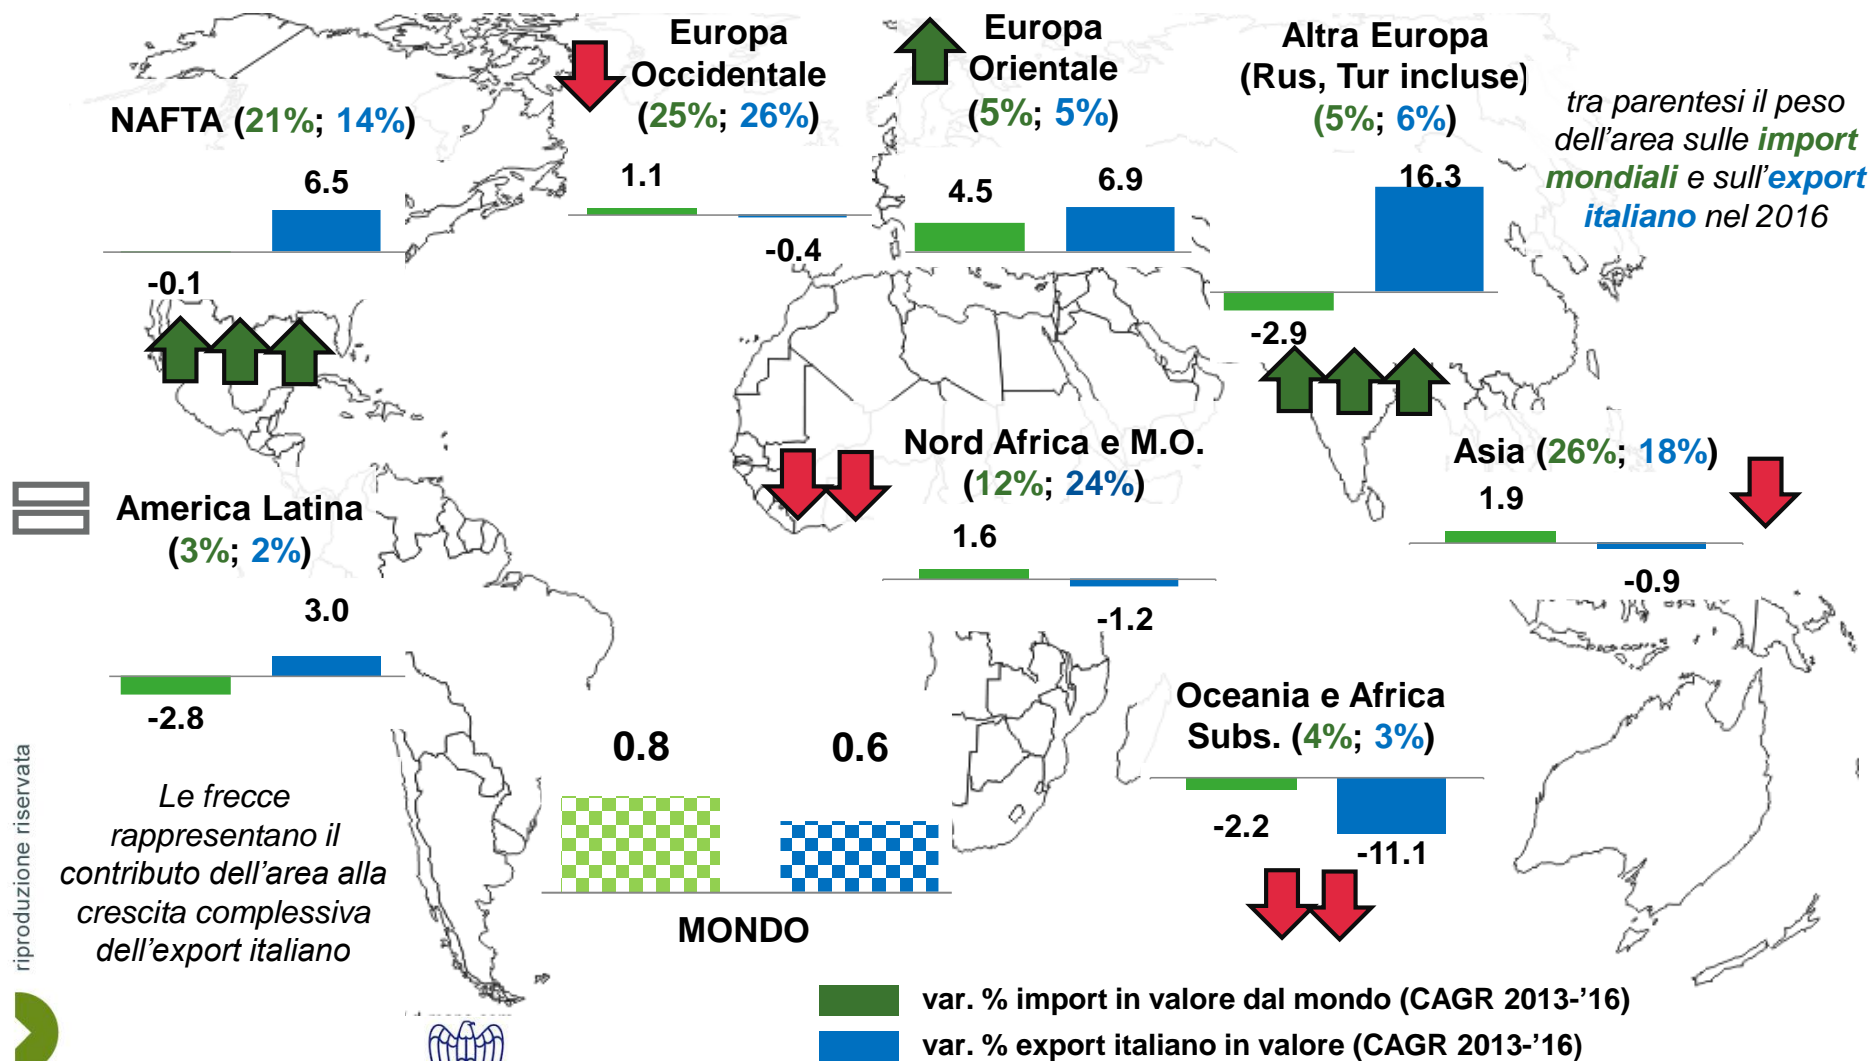 Europa
Occidentale
(25%; 26%)
1.1
-0.4
Europa
Orientale
(5%; 5%)
4.5
6.9
Altra Europa
(Rus, Tur incluse)
(5%; 6%)
16.3
-2.9
tra parentesi il peso
dell'area sulle import
mondiali e sull'export
italiano nel 2016
NAFTA (21%; 14%)
6.5
-0.1
Nord Africa e M.O.
(12%; 24%)
1.6
-1.2
Asia (26%; 18%)
1.9
-0.9
America Latina
(3%; 2%)
3.0
-2.8
Oceania e Africa
Subs. (4%; 3%)
-2.2
-11.1
0.8
0.6
MONDO
Le frecce
rappresentano il
contributo dell'area alla
crescita complessiva
dell'export italiano
riproduzione riservata
var. % import in valore dal mondo (CAGR 2013-'16)
var. % export italiano in valore (CAGR 2013-'16)